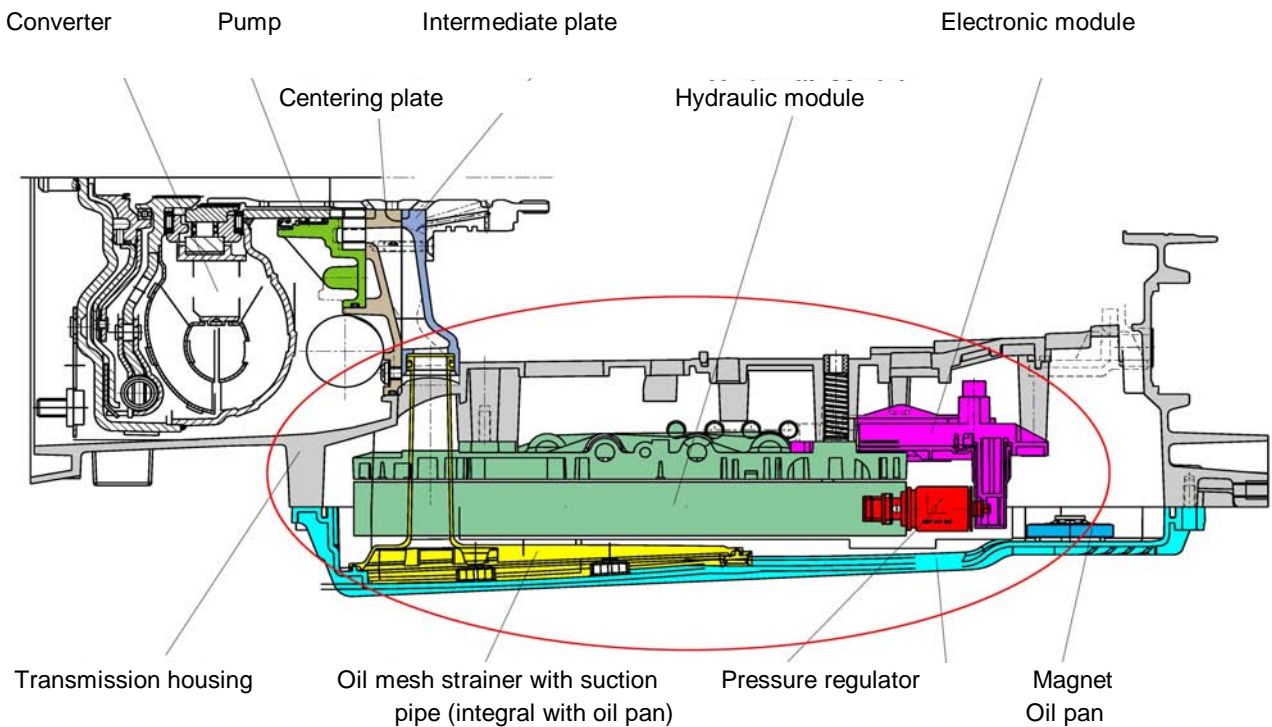 Converter Pump Intermediate plate Electronic module
Centering plate Hydraulic module
Transmission housing Oil mesh strainer with suction Pressure regulator Magnet
pipe (integral with oil pan) Oil pan